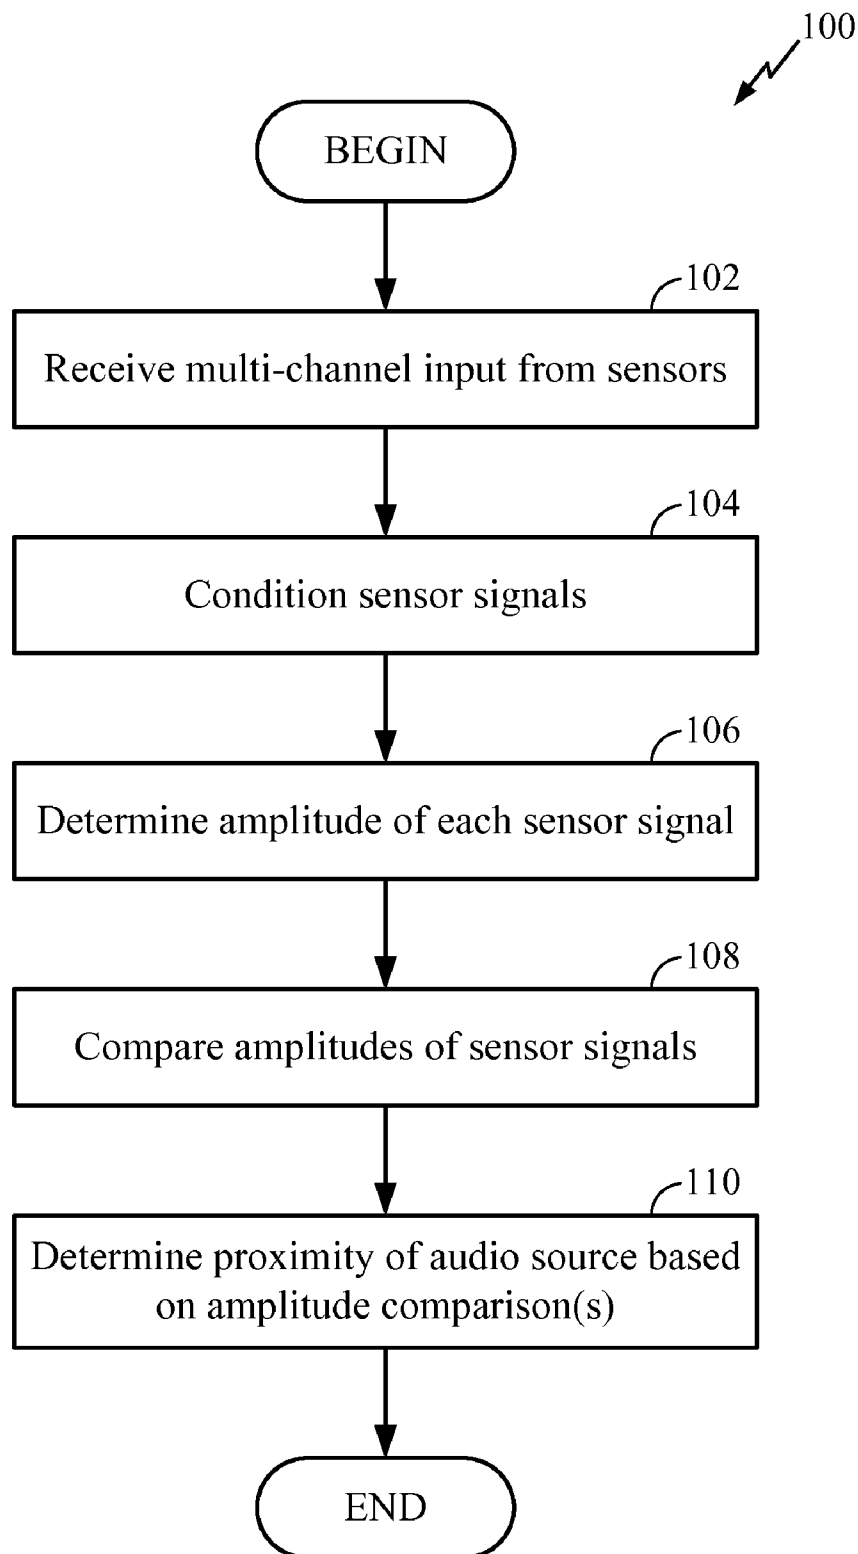 100
BEGIN
102
Receive multi-channel input from sensors
104
Condition sensor signals
106
Determine amplitude of each sensor signal
108
Compare amplitudes of sensor signals
110
Determine proximity of audio source based
on amplitude comparison(s)
END